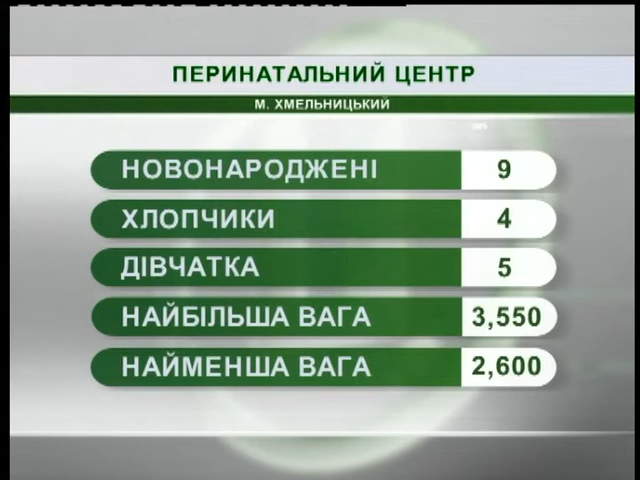 ПЕРИНАТАЛЬНИЙ ЦЕНТР
М. ХМЕЛЬНИЦЬКИЙ
НОВОНАРОДЖЕНІ 9
ХЛОПЧИКИ 4
ДІВЧАТКА 5
НАЙБІЛЬША ВАГА 3,550
НАЙМЕНША ВАГА 2,600